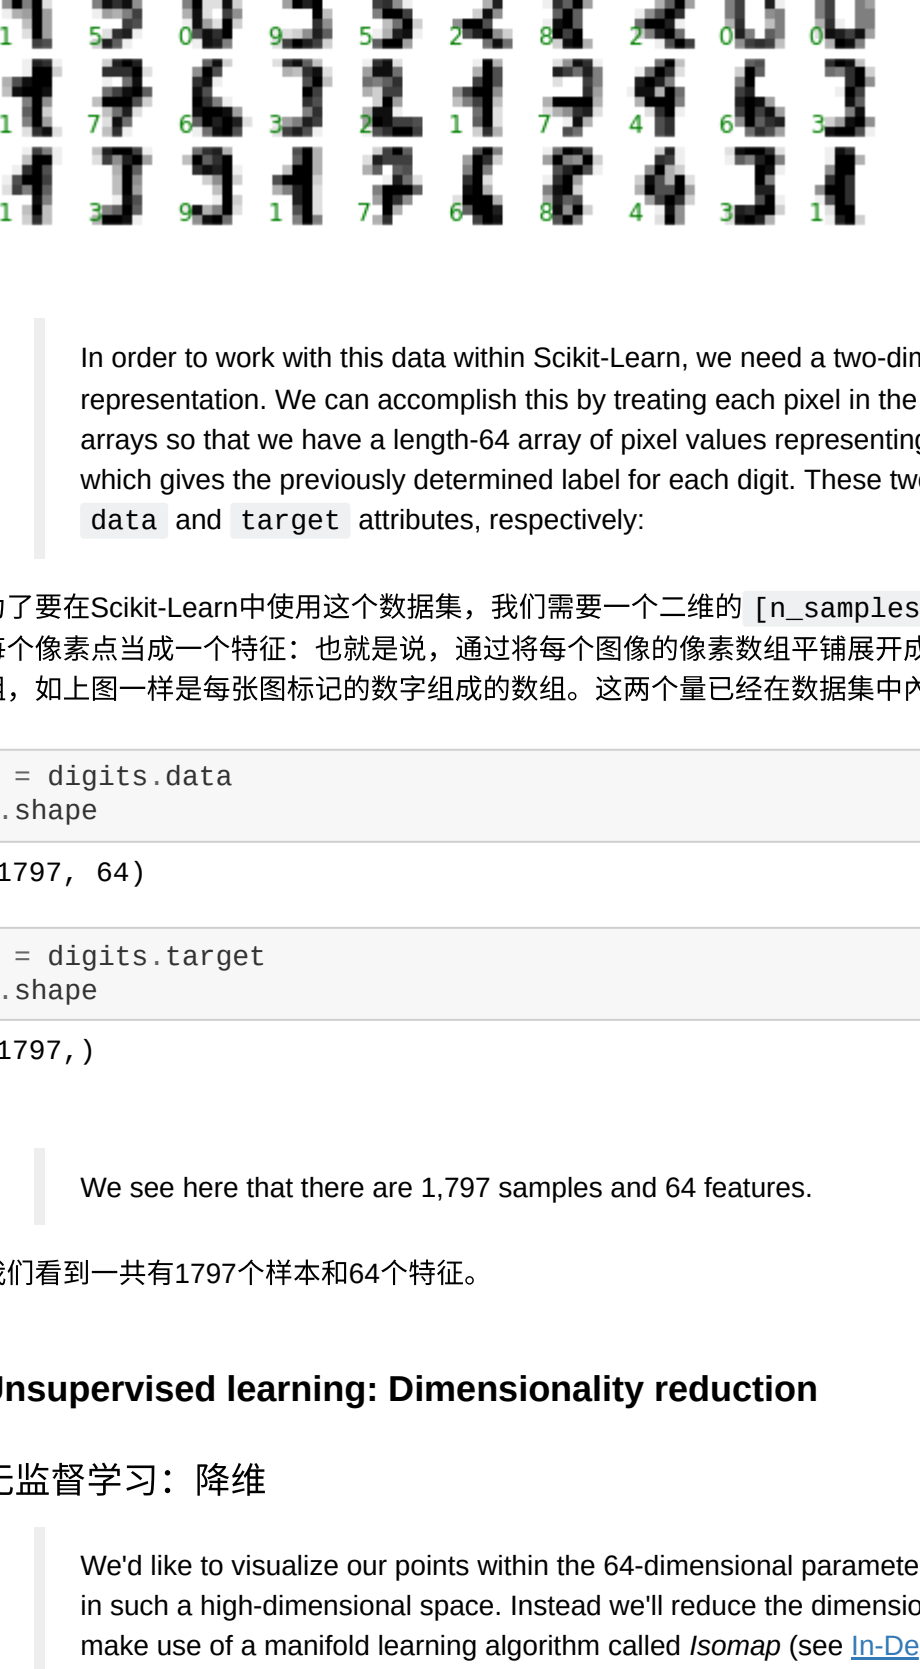 1 5 0 9 5 2 8 2 0 0
1 7 6 3 2 1 7 4 6 3
1 3 9 1 7 6 8 4 3 1
In order to work with this data within Scikit-Learn, we need a
representation. We can accomplish this by treating each pixel in the
arrays so that we have a length-64 array of pixel values representing
which gives the previously determined label for each digit. These
data and target attributes, respectively:
了要在Scikit-Learn中使用这个数据集，我们需要一个二维的 [n_samples
每个像素点当成一个特征：也就是说，通过将每个图像的像素数组平铺展开成
，如上图一样是每张图标记的数字组成的数组。这两个量已经在数据集中内
= digits.data
.shape
1797, 64)
= digits.target
.shape
1797,)
We see here that there are 1,797 samples and 64 features.
我们看到一共有1797个样本和64个特征。
Unsupervised learning: Dimensionality reduction
无监督学习：降维
We'd like to visualize our points within the 64-dimensional
in such a high-dimensional space. Instead we'll reduce the
make use of a manifold learning algorithm called Isomap (see In-De